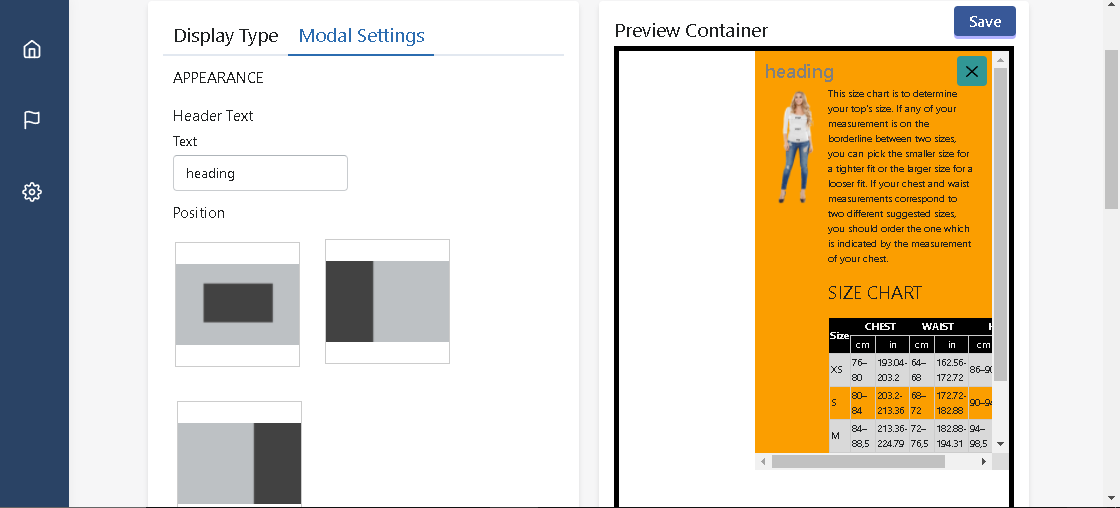 Display Type Modal Settings
APPEARANCE
Header Text
Text
heading
Position
Preview Container
Save
heading
This size chart is to determine
your top's size. If any of your
measurement is on the
borderline between two sizes,
you can pick the smaller size for
a tighter fit or the larger size for a
looser fit. If your chest and waist
measurements correspond to
two different suggested sizes,
you should order the one which
is indicated by the measurement
of your chest.
SIZE CHART
Size CHEST WAIST H
cm in cm in cm
XS 76– 193.04- 64– 162.56- 86–90
80 203.2 68 172.72
S 80– 203.2- 68– 172.72- 90–94
84 213.36 72 182.88
M 84– 213.36- 72– 182.88- 94–
88,5 224.79 76,5 194.31 98,5